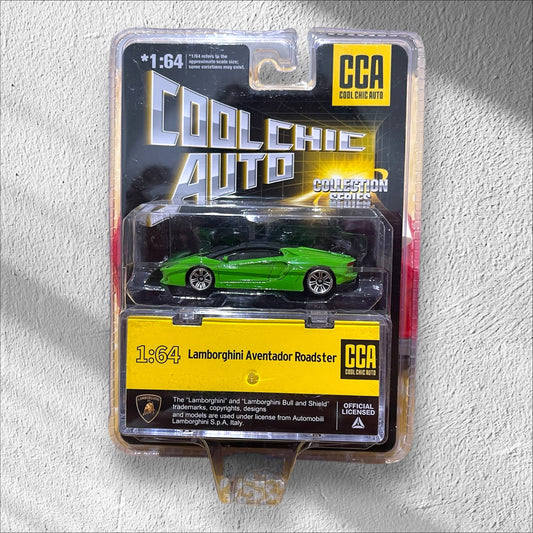 *1:64
*1/64 refers to the
approximate scale size;
some variations may exist.
CCA
COOL CHIC AUTO
COOL CHIC
AUTO
COLLECTION
SERIES
1:64 Lamborghini Aventador Roadster
CCA
COOL CHIC AUTO
The "Lamborghini" and "Lamborghini Bull and Shield"
trademarks, copyrights, designs
and models are used under license from Automobili
Lamborghini S.p.A, Italy.
OFFICIAL
LICENSED